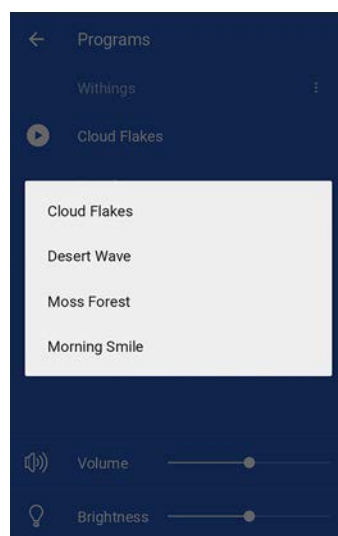 Programs
Withings
Cloud Flakes
Cloud Flakes
Desert Wave
Moss Forest
Morning Smile
Volume
Brightness